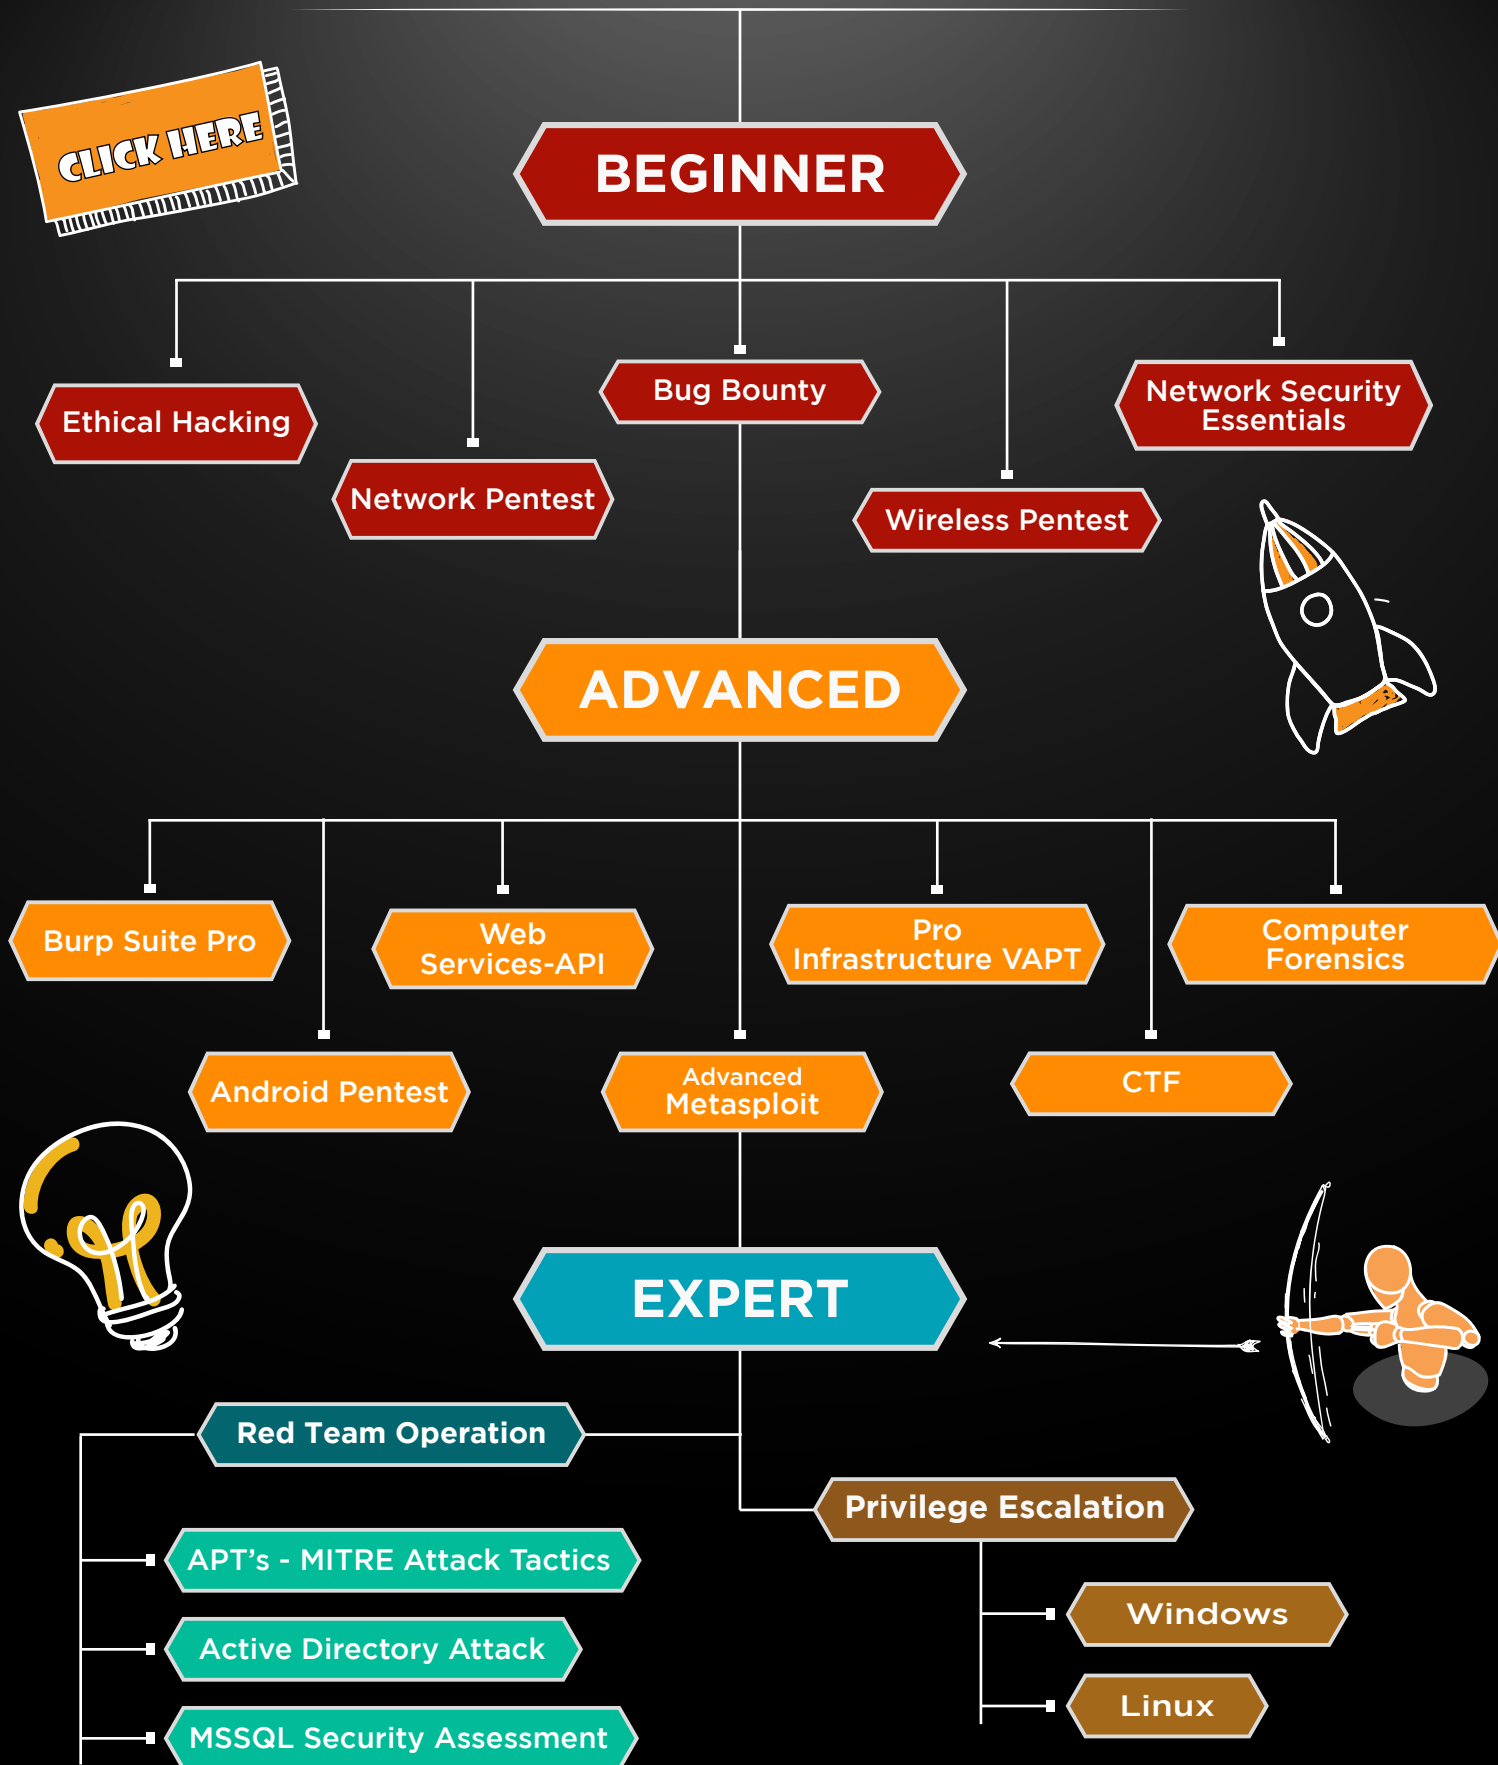 CLICK HERE
BEGINNER
Ethical Hacking
Network Pentest
Bug Bounty
Wireless Pentest
Network Security
Essentials
ADVANCED
Burp Suite Pro
Android Pentest
Web
Services-API
Advanced
Metasploit
Pro
Infrastructure VAPT
CTF
Computer
Forensics
EXPERT
Red Team Operation
APT's - MITRE Attack Tactics
Active Directory Attack
MSSQL Security Assessment
Privilege Escalation
Windows
Linux